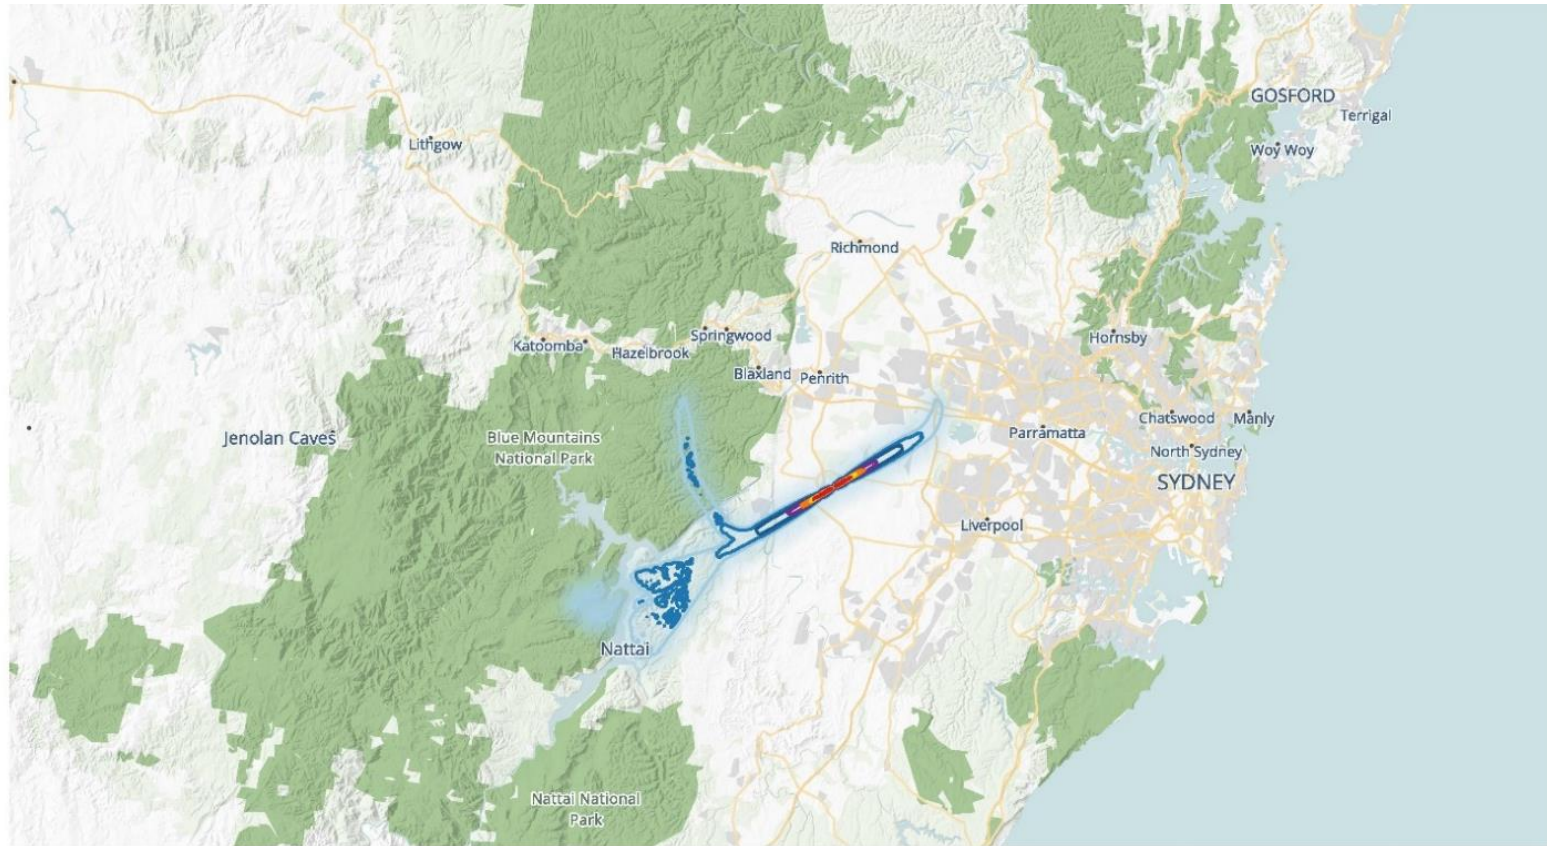 GOSFORD
Terrigal
Lithgow
Woy Woy
Richmond
Springwood
Hornsby
Katoomba
Hazelbrook
Blaxland
Penrith
Chatswood
Manly
Jenolan Caves
Blue Mountains
National Park
Parramatta
North Sydney
SYDNEY
Liverpool
Nattai
Nattai National
Park